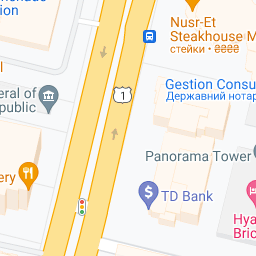 Nusr-Et
Steakhouse M
стейки • ₴₴₴₴
Gestion Consu
Державний нотар
eral of
public
1
Panorama Tower
TD Bank
ery
Hya
Bric